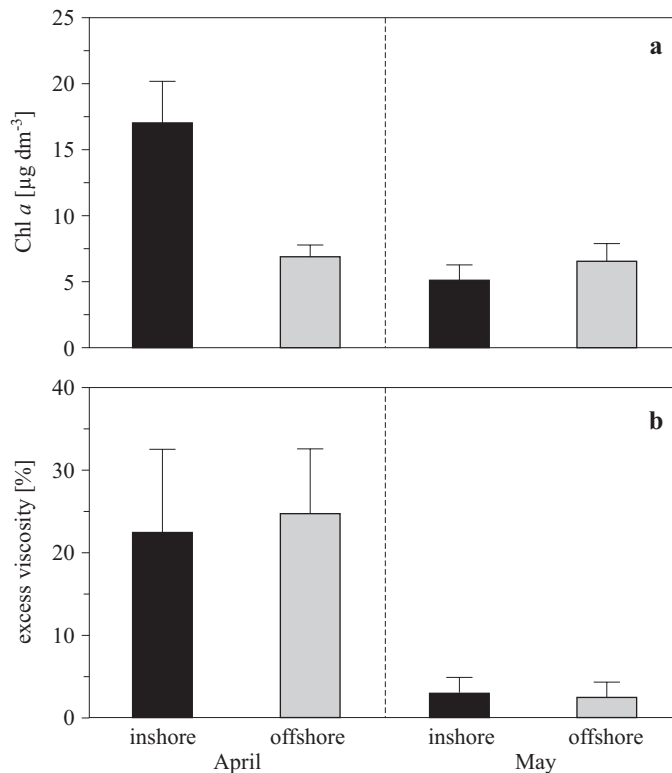 25
20
15
10
5
0
Chl a [µg dm-3]
a
40
30
20
10
0
excess viscosity [%]
b
inshore offshore inshore offshore
April May